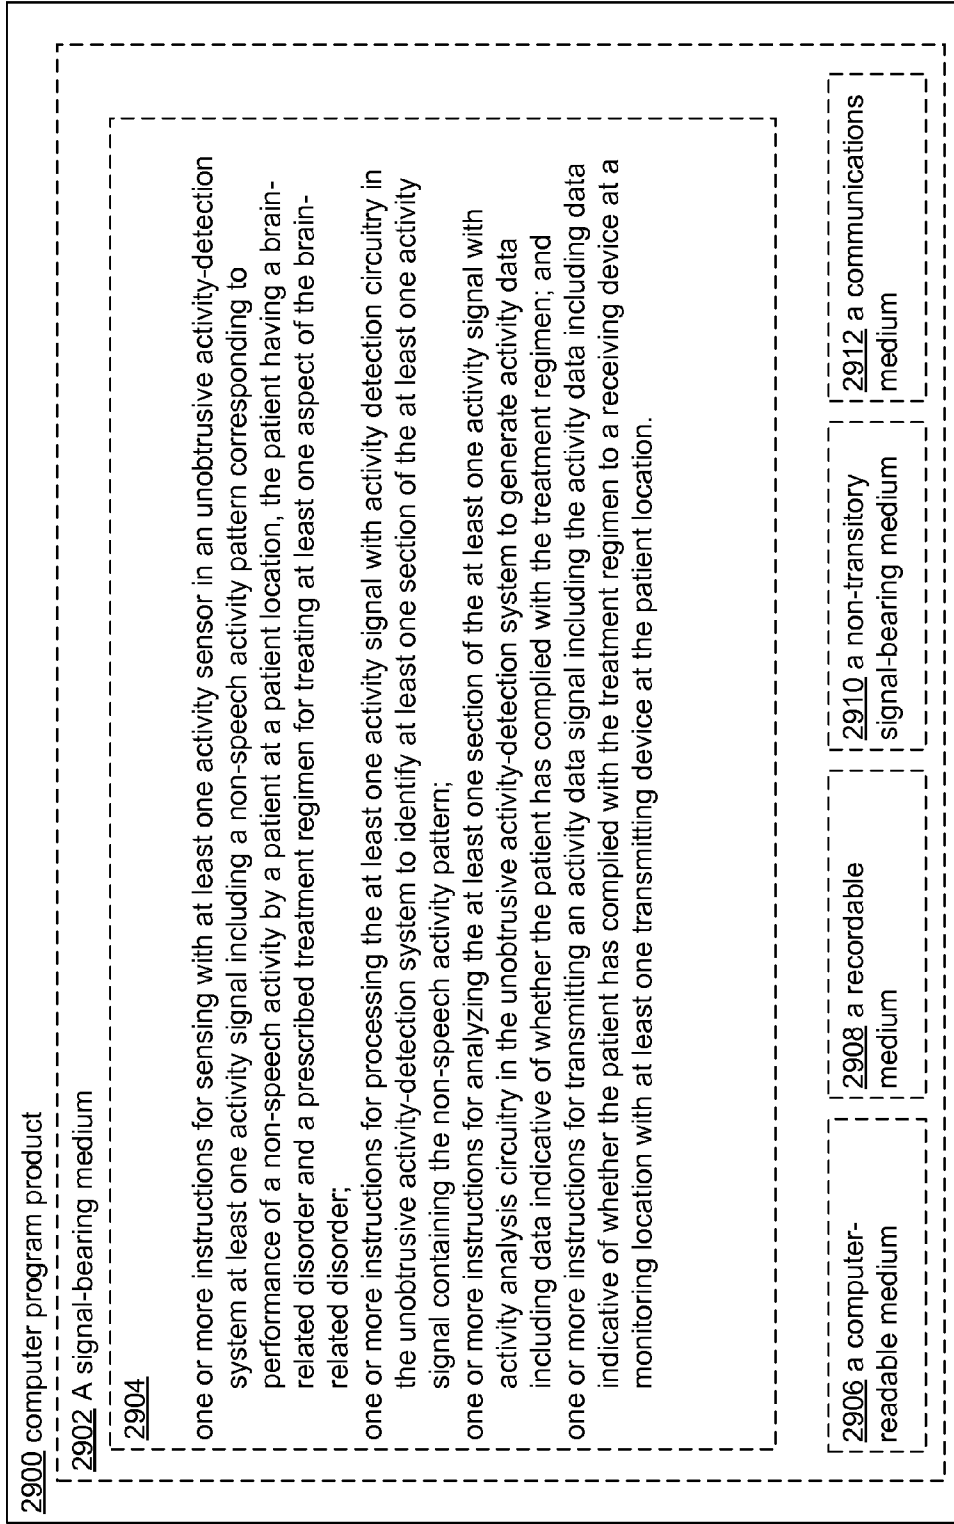 2900 computer program product
2902 A signal-bearing medium
2904
one or more instructions for sensing with at least one activity sensor in an unobtrusive activity-detection
system at least one activity signal including a non-speech activity pattern corresponding to
performance of a non-speech activity by a patient at a patient location, the patient having a brain-
related disorder and a prescribed treatment regimen for treating at least one aspect of the brain-
related disorder;
one or more instructions for processing the at least one activity signal with activity detection circuitry in
the unobtrusive activity-detection system to identify at least one section of the at least one activity
signal containing the non-speech activity pattern;
one or more instructions for analyzing the at least one section of the at least one activity signal with
activity analysis circuitry in the unobtrusive activity-detection system to generate activity data
including data indicative of whether the patient has complied with the treatment regimen; and
one or more instructions for transmitting an activity data signal including the activity data including data
indicative of whether the patient has complied with the treatment regimen to a receiving device at a
monitoring location with at least one transmitting device at the patient location.
2906 a computer-
readable medium
2908 a recordable
medium
2910 a non-transitory
signal-bearing medium
2912 a communications
medium